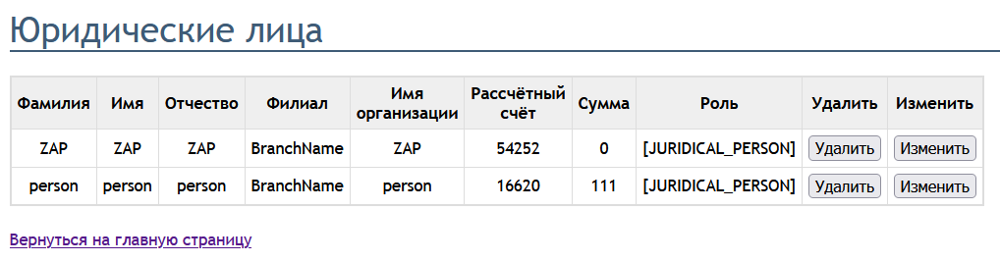 Юридические лица
Фамилия Имя Отчество Филиал Имя организации Рассчётный счёт Сумма Роль Удалить Изменить
ZAP ZAP ZAP BranchName ZAP 54252 0 [JURIDICAL_PERSON] Удалить Изменить
person person person BranchName person 16620 111 [JURIDICAL_PERSON] Удалить Изменить
Вернуться на главную страницу